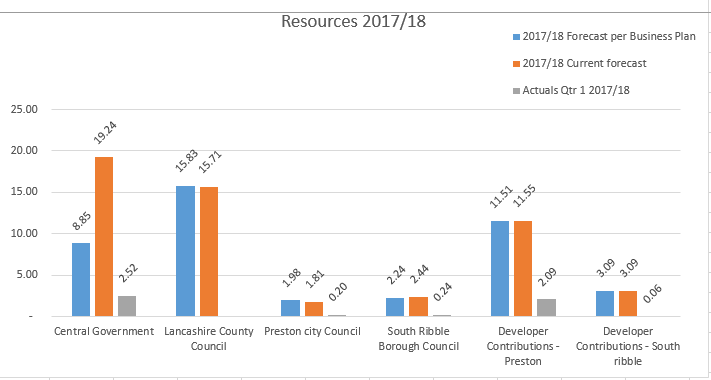 Resources 2017/18
2017/18 Forecast per Business Plan
2017/18 Current forecast
Actuals Qtr 1 2017/18
25.00
20.00
15.00
10.00
5.00
-
8.85
19.24
2.52
15.83
15.71
1.98
1.81
0.20
2.24
2.44
0.24
11.51
11.55
2.09
3.09
3.09
0.06
Central Government
Lancashire County
Council
Preston city Council
South Ribble
Borough Council
Developer
Contributions -
Preston
Developer
Contributions - South
ribble